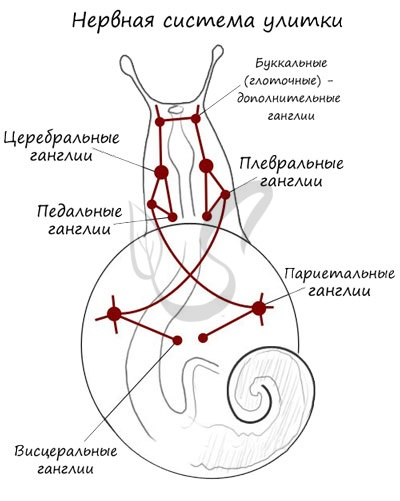 Нервная система улитки
Буккальные
(глоточные) -
дополнительные
ганглии
Церебральные
ганглии
Плевральные
ганглии
Педальные
ганглии
Париетальные
ганглии
Висцеральные
ганглии